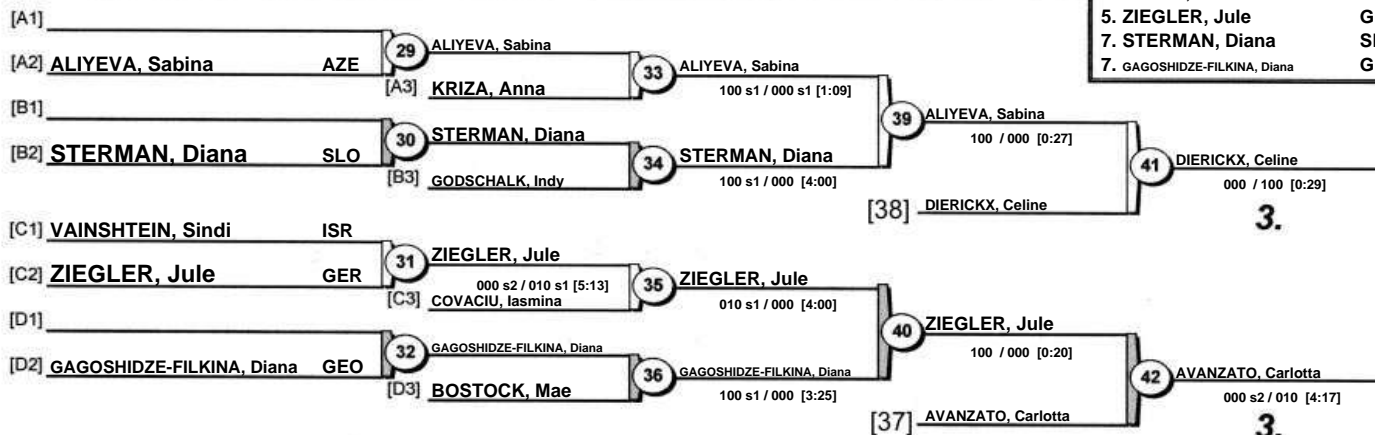 [A1]
[A2] ALIYEVA, Sabina AZE
29
ALIYEVA, Sabina
[A3] KRIZA, Anna
33
ALIYEVA, Sabina
100 s1 / 000 s1 [1:09]
[B1]
[B2] STERMAN, Diana SLO
30
STERMAN, Diana
[B3] GODSCHALK, Indy
34
STERMAN, Diana
100 s1 / 000 [4:00]
39
ALIYEVA, Sabina
100 / 000 [0:27]
[38] DIERICKX, Celine
41
DIERICKX, Celine
000 / 100 [0:29]
3.
[C1] VAINSHTEIN, Sindi ISR
[C2] ZIEGLER, Jule GER
31
ZIEGLER, Jule
000 s2 / 010 s1 [5:13]
[C3] COVACIU, Iasmina
35
ZIEGLER, Jule
010 s1 / 000 [4:00]
[D1]
[D2] GAGOSHIDZE-FILKINA, Diana GEO
32
GAGOSHIDZE-FILKINA, Diana
[D3] BOSTOCK, Mae
36
GAGOSHIDZE-FILKINA, Diana
100 s1 / 000 [3:25]
40
ZIEGLER, Jule
100 / 000 [0:20]
[37] AVANZATO, Carlotta
42
AVANZATO, Carlotta
000 s2 / 010 [4:17]
3.
5. ZIEGLER, Jule G
7. STERMAN, Diana
7. GAGOSHIDZE-FILKINA, Diana G